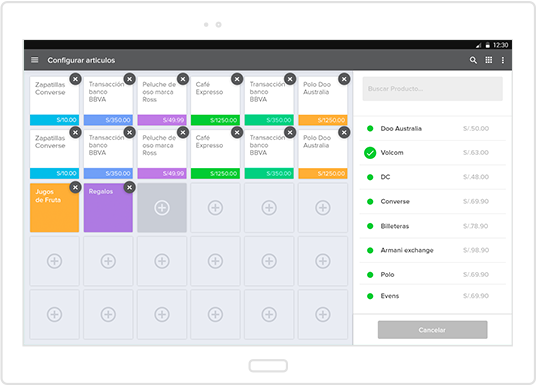 12:30
Configurar artículos
Zapatillas
Converse
S/10.00
Transacción
banco
BBVA
S/350.00
Peluche de
oso marca
Ross
S/49.99
Café
Expresso
S/1250.00
Transacción
banco
BBVA
S/350.00
Polo Doo
Australia
S/1250.00
Zapatillas
Converse
S/10.00
Transacción
banco
BBVA
S/350.00
Peluche de
oso marca
Ross
S/49.99
Café
Expresso
S/1250.00
Transacción
banco
BBVA
S/350.00
Polo Doo
Australia
S/1250.00
Jugos
de Fruta
Regalos
Buscar Producto...
Doo Australia S/.50.00
Volcom S/ 63.00
DC S/.48.00
Converse S/.69.90
Billeteras S/.78.90
Armani exchange S/.98.90
Polo S/.69.90
Evens S/.69.90
Cancelar